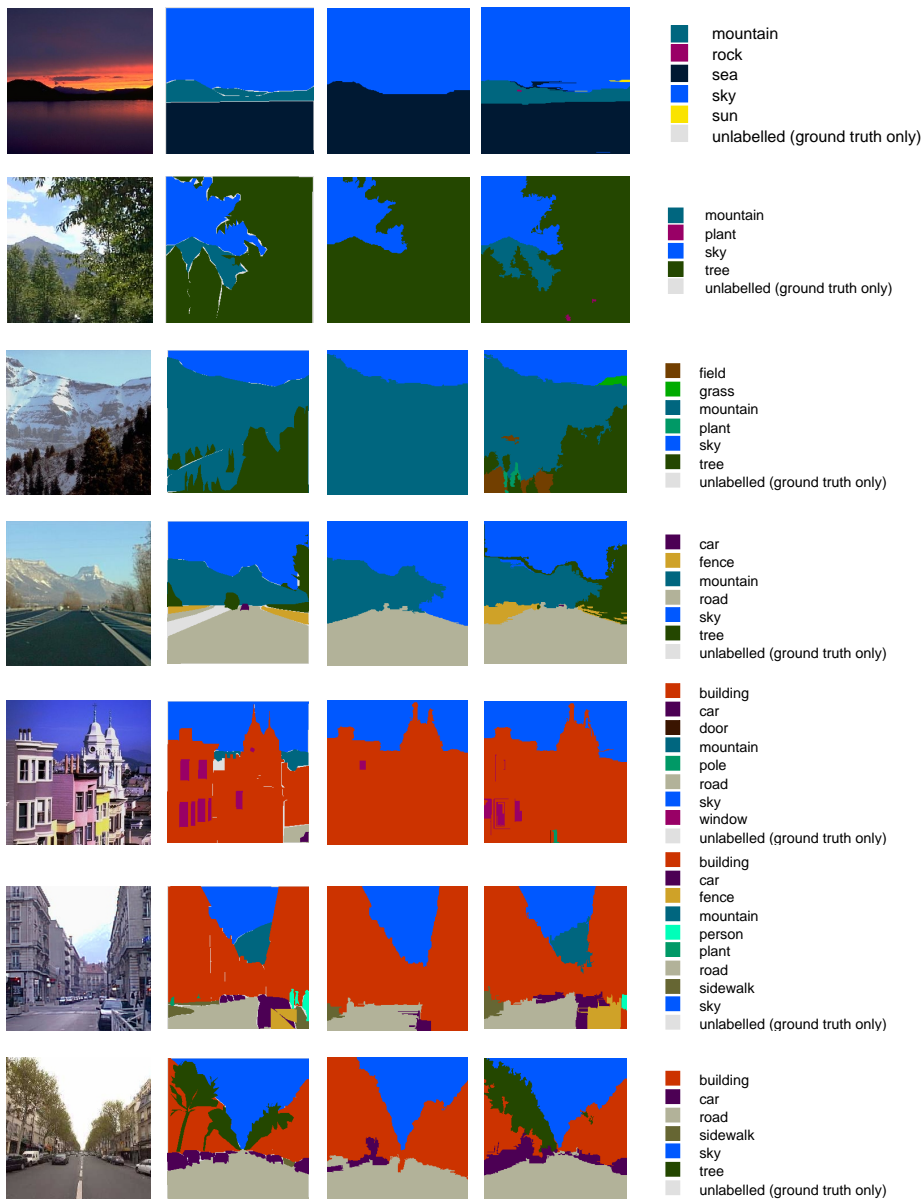 mountain
rock
sea
sky
sun
unlabelled (ground truth only)
mountain
plant
sky
tree
unlabelled (ground truth only)
field
grass
mountain
plant
sky
tree
unlabelled (ground truth only)
car
fence
mountain
road
sky
tree
unlabelled (ground truth only)
building
car
door
mountain
pole
road
sky
window
unlabelled (ground truth only)
building
car
fence
mountain
person
plant
road
sidewalk
sky
unlabelled (ground truth only)
building
car
road
sidewalk
sky
tree
unlabelled (ground truth only)